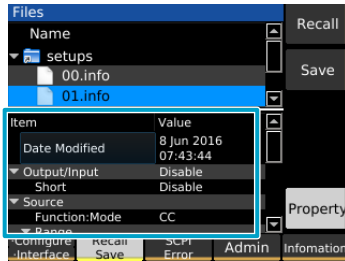 Files
Name
Recall
setups
00.info
Save
01.info
Item Value
Date Modified 8 Jun 2016 07:43:44
Output/Input Disable
Short Disable
Source
Function:Mode CC
Property
Range
Configure Recall SCPI Admin Infomation
Interface Save Error